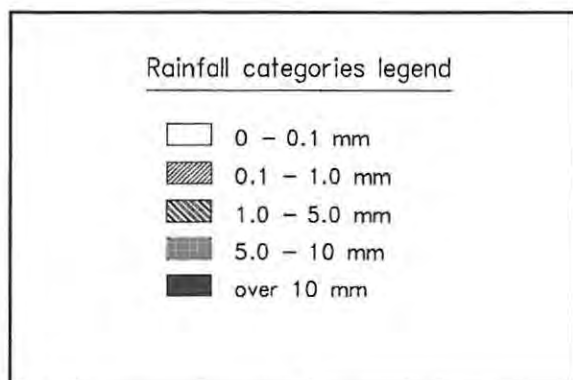 Rainfall categories legend
0 – 0.1 mm
0.1 – 1.0 mm
1.0 – 5.0 mm
5.0 – 10 mm
over 10 mm